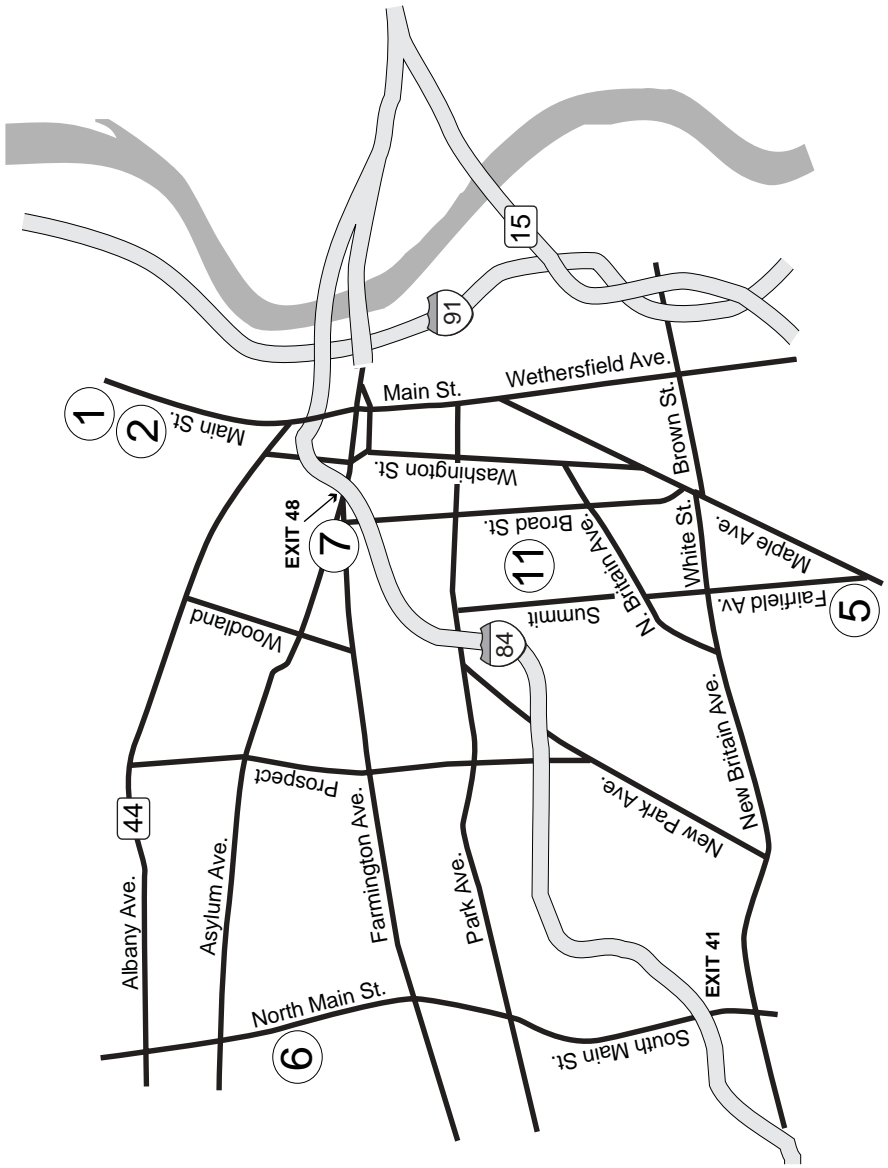 15
91
Wethersfield Ave.
Main St.
1
2
Main St.
Brown St.
Washington St.
EXIT 48
7
Broad St.
11
N. Britain Ave.
White St.
Maple Ave.
Fairfield Av.
5
Summit
Woodland
84
New Britain Ave.
Prospect
44
New Park Ave.
Farmington Ave.
Asylum Ave.
Park Ave.
Albany Ave.
EXIT 41
North Main St.
6
South Main St.